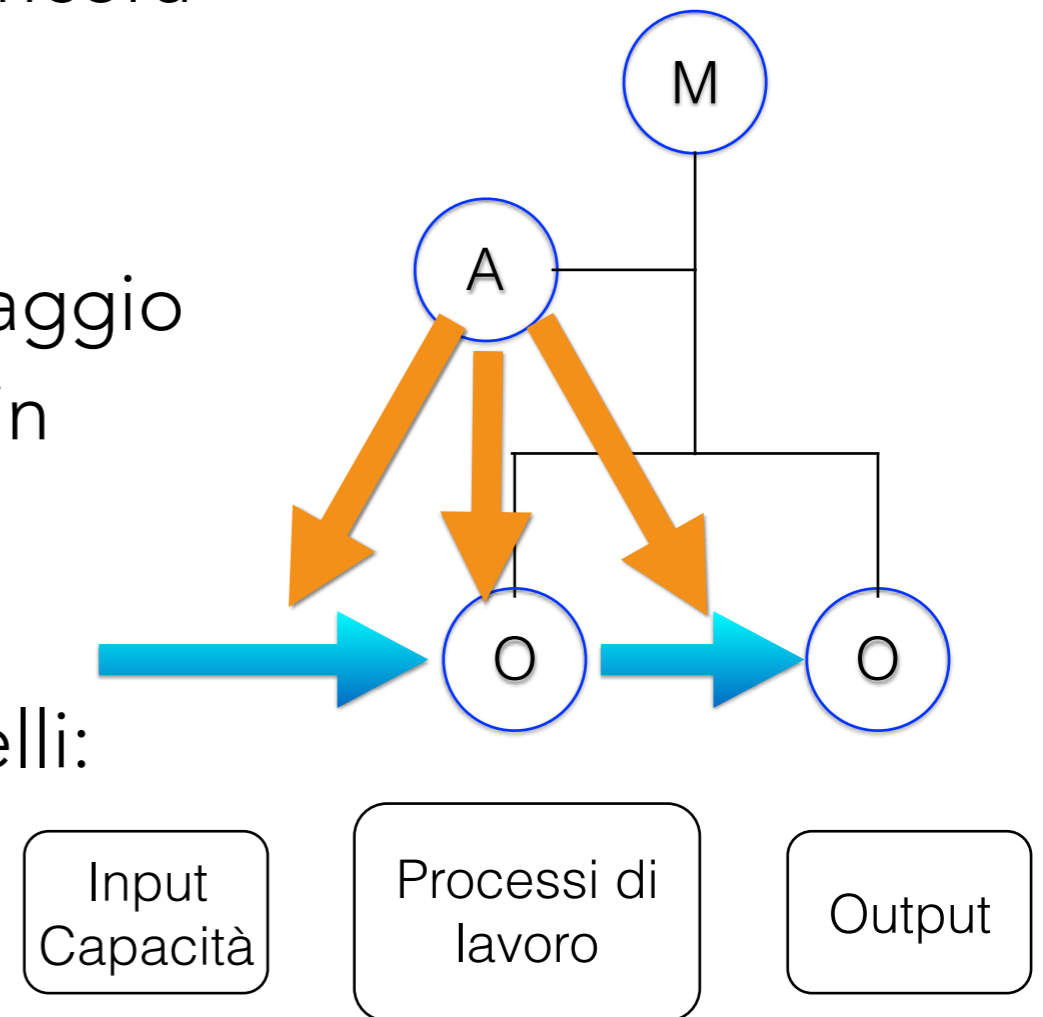 M
A
aggio
in
O
O
elli:
Input
Capacità
Processi di
lavoro
Output